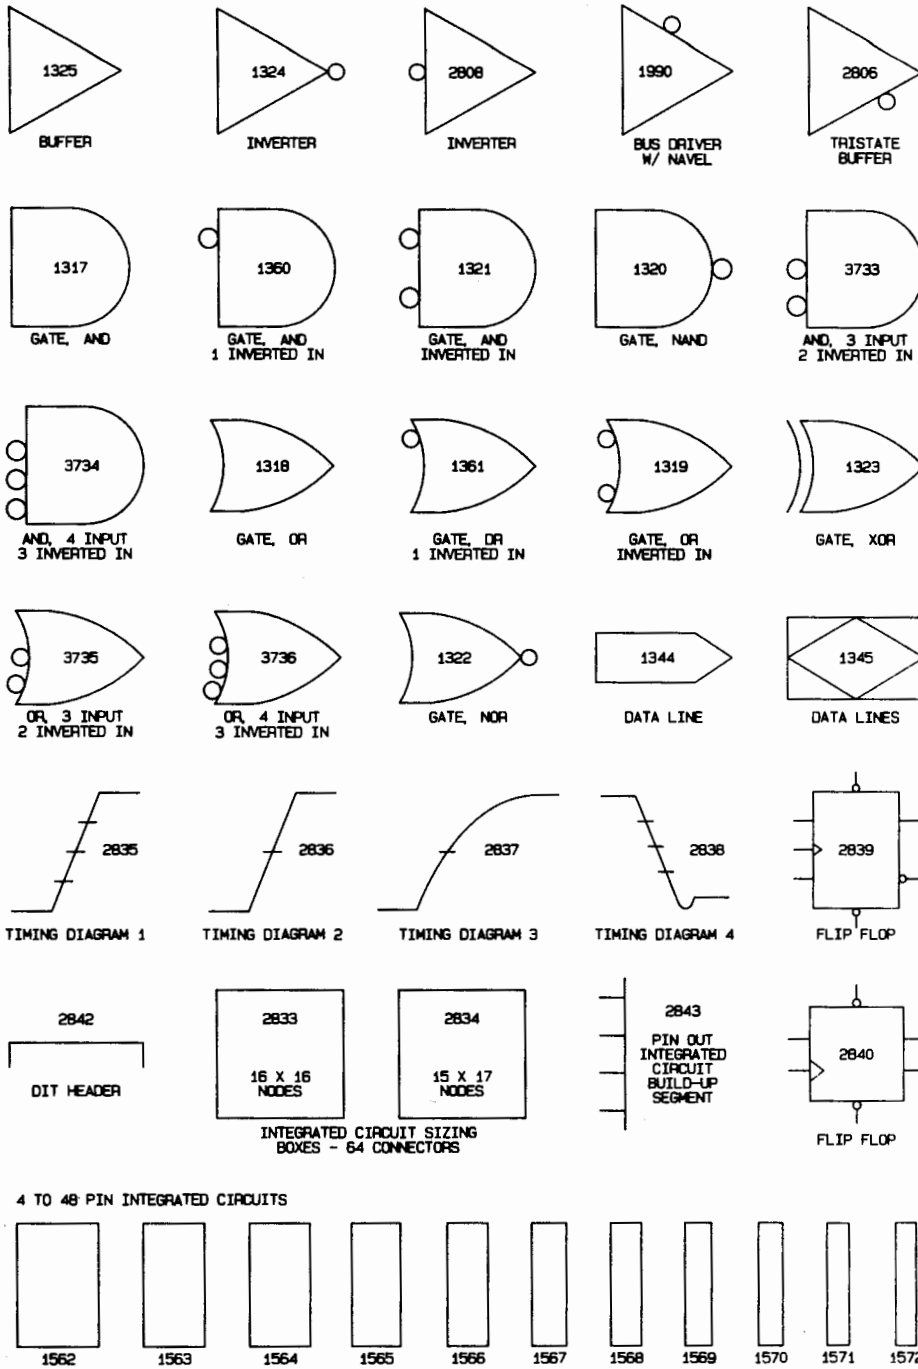 1325
BUFFER
1324
INVERTER
2808
INVERTER
1990
BUS DRIVER
W/ NAVEL
2806
TRISTATE
BUFFER
1317
GATE, AND
1360
GATE, AND
1 INVERTED IN
1321
GATE, AND
INVERTED IN
1320
GATE, NAND
3733
AND, 3 INPUT
2 INVERTED IN
3734
AND, 4 INPUT
3 INVERTED IN
1318
GATE, OR
1361
GATE, OR
1 INVERTED IN
1319
GATE, OR
INVERTED IN
1323
GATE, XOR
3735
OR, 3 INPUT
2 INVERTED IN
3736
OR, 4 INPUT
3 INVERTED IN
1322
GATE, NOR
1344
DATA LINE
1345
DATA LINES
2835
TIMING DIAGRAM 1
2836
TIMING DIAGRAM 2
2837
TIMING DIAGRAM 3
2838
TIMING DIAGRAM 4
2839
FLIP FLOP
2842
DIT HEADER
2833
16 X 16
NODES
2834
15 X 17
NODES
INTEGRATED CIRCUIT SIZING
BOXES - 64 CONNECTORS
2843
PIN OUT
INTEGRATED
CIRCUIT
BUILD-UP
SEGMENT
2840
FLIP FLOP
4 TO 48 PIN INTEGRATED CIRCUITS
1562 1563 1564 1565 1566 1567 1568 1569 1570 1571 1572